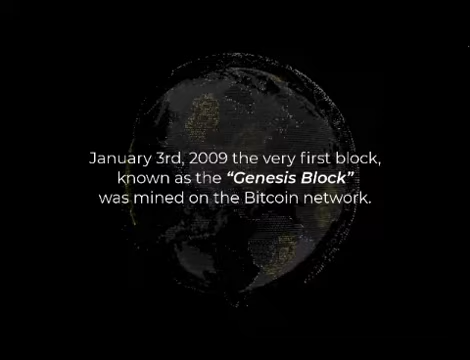 January 3rd, 2009 the very first block,
known as the “Genesis Block”
was mined on the Bitcoin network.